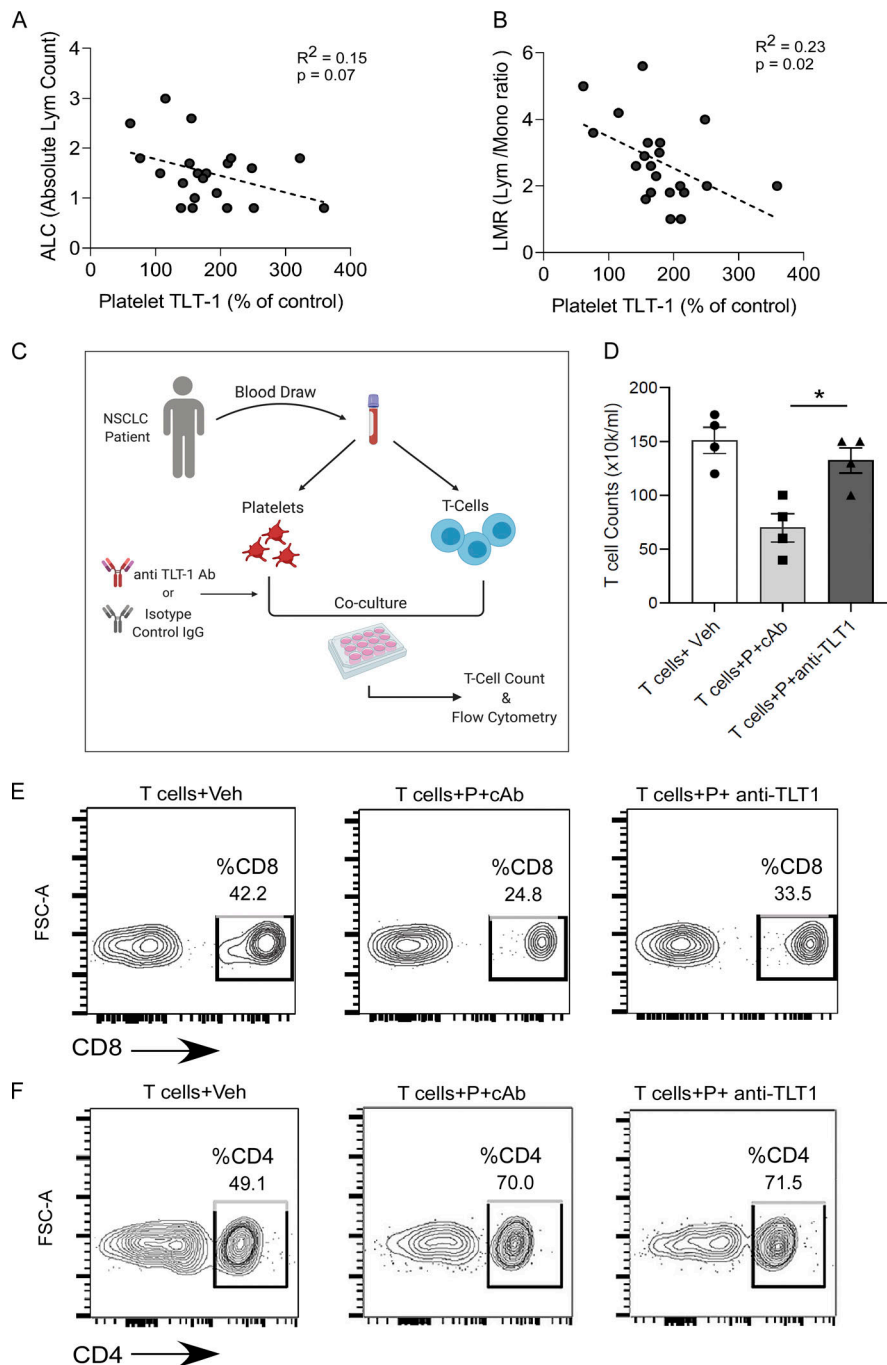 A
R² = 0.15
p = 0.07
ALC (Absolute Lym Count)
4
3
2
1
0
0 100 200 300 400
Platelet TLT-1 (% of control)
B
R² = 0.23
p = 0.02
LMR (Lym /Mono ratio )
6
4
2
0
0 100 200 300 400
Platelet TLT-1 (% of control)
C
NSCLC
Patient
Blood Draw
Platelets
T-Cells
anti TLT-1 Ab
or
Isotype
Control IgG
Co-culture
T-Cell Count
&
Flow Cytometry
D
T cell Counts (x10k/ml)
200
150
100
50
0
*
T cells+ Veh
T cells+P+cAb
T cells+P+anti-TLT1
E
T cells+Veh
T cells+P+cAb
T cells+P+ anti-TLT1
FSC-A
%CD8
42.2
%CD8
24.8
%CD8
33.5
CD8
F
T cells+Veh
T cells+P+cAb
T cells+P+ anti-TLT1
FSC-A
%CD4
49.1
%CD4
70.0
%CD4
71.5
CD4